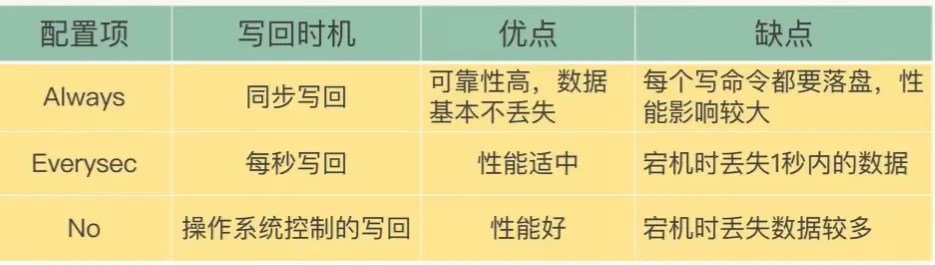 配置项 写回时机 优点 缺点
Always 同步写回 可靠性高，数据基本不丢失 每个写命令都要落盘，性能影响较大
Everysec 每秒写回 性能适中 宕机时丢失1秒内的数据
No 操作系统控制的写回 性能好 宕机时丢失数据较多